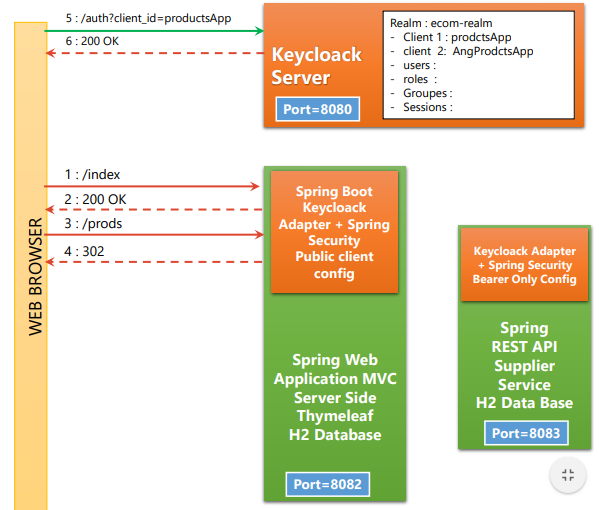 5 : /auth?client_id=productsApp
6 : 200 OK
Keycloack
Server
Port=8080
Realm : ecom-realm
- Client 1 : prodctsApp
- client 2: AngProdctsApp
- users :
- roles :
- Groupes :
- Sessions :
WEB BROWSER
1 : /index
2 : 200 OK
3 : /prods
4 : 302
Spring Boot
Keycloack
Adapter + Spring
Security
Public client
config
Spring Web
Application MVC
Server Side
Thymeleaf
H2 Database
Port=8082
Keycloack Adapter
+ Spring Security
Bearer Only Config
Spring
REST API
Supplier
Service
H2 Data Base
Port=8083